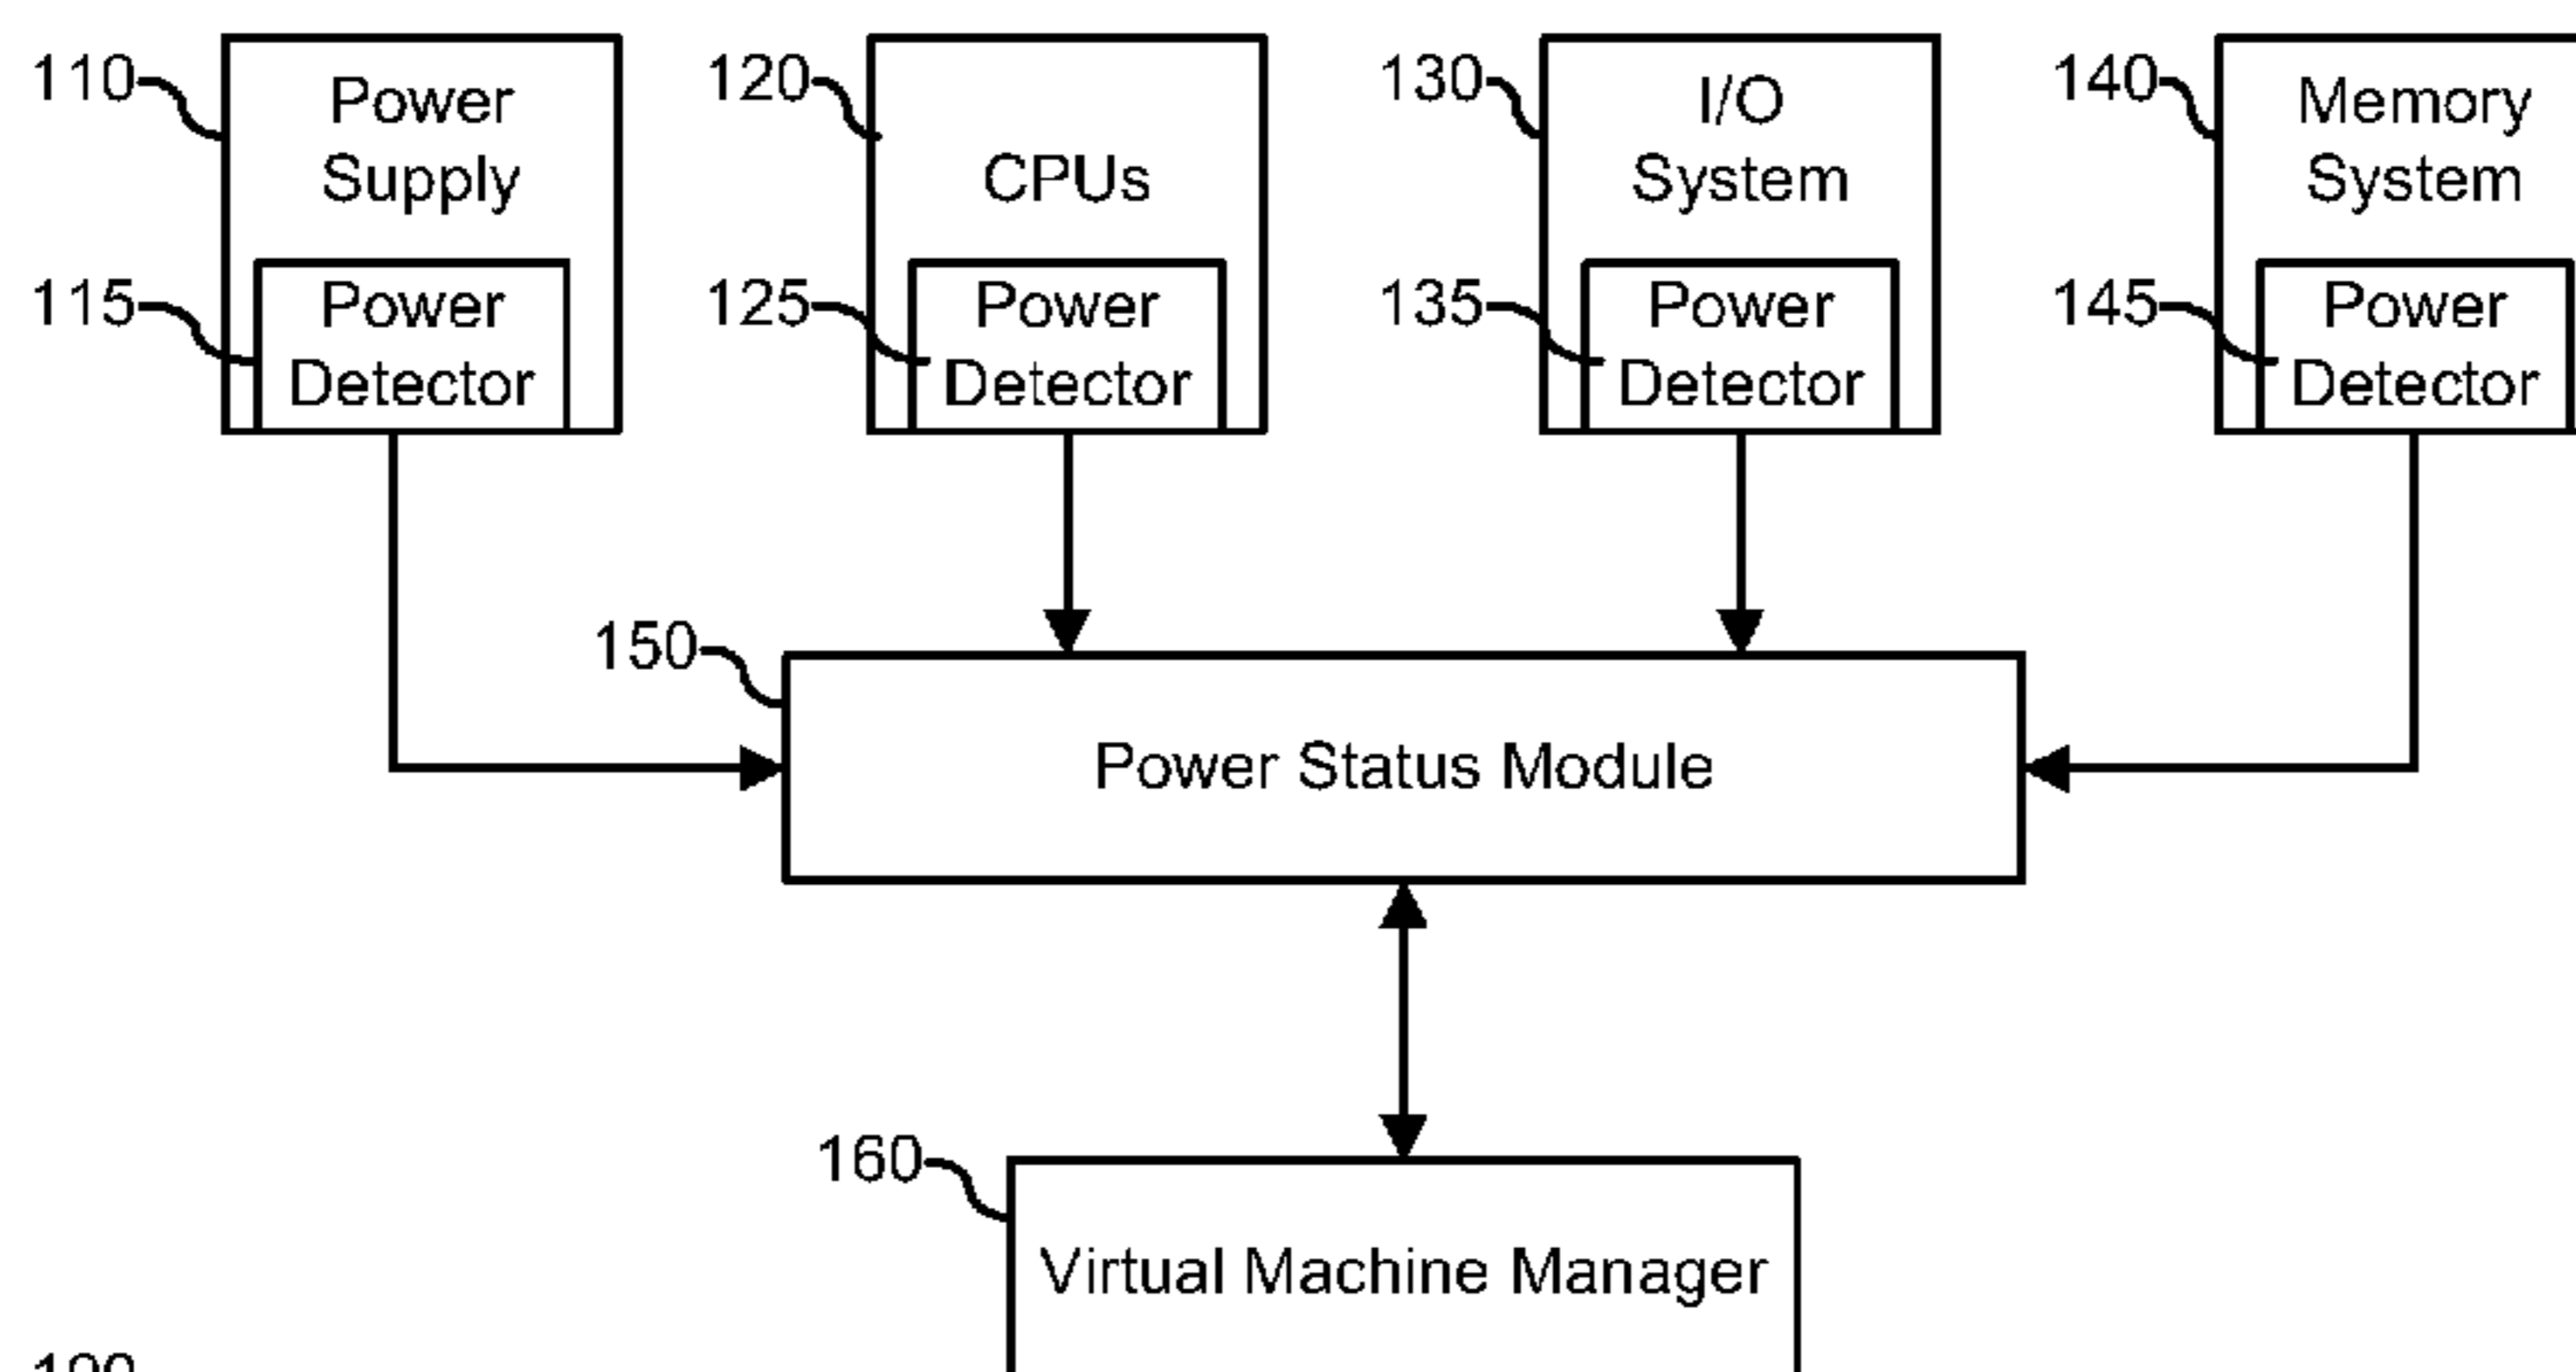 110
Power
Supply
115
Power
Detector
120
CPUs
125
Power
Detector
130
I/O
System
135
Power
Detector
140
Memory
System
145
Power
Detector
150
Power Status Module
160
Virtual Machine Manager